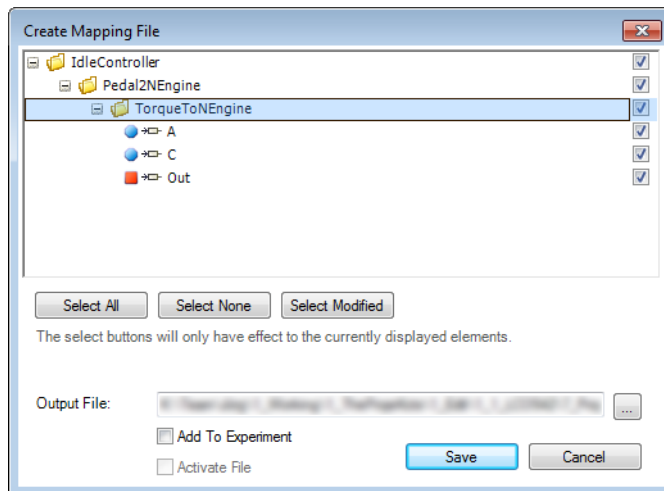 Create Mapping File
IdleController
Pedal2NEngine
TorqueToNEngine
A
C
Out
Select All
Select None
Select Modified
The select buttons will only have effect to the currently displayed elements.
Output File:
...
Add To Experiment
Activate File
Save
Cancel